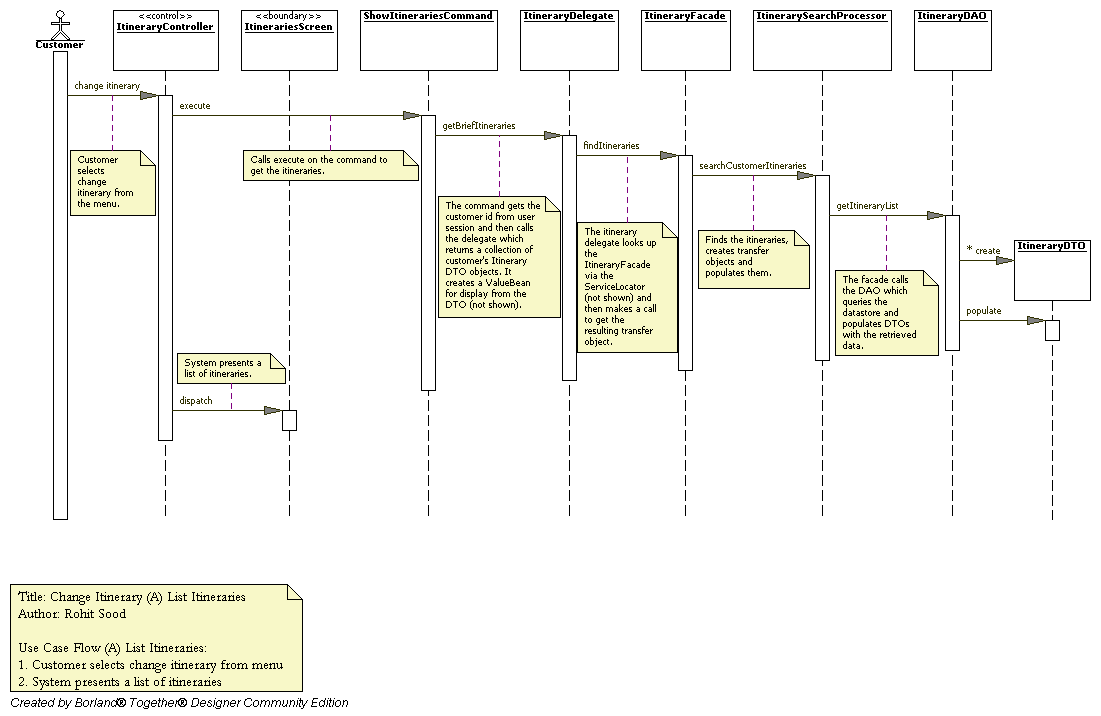 <<control>>
ItineraryController
<<boundary>>
ItinerariesScreen
ShowItinerariesCommand
ItineraryDelegate
ItineraryFacade
ItinerarySearchProcessor
ItineraryDAO
Customer
change itinerary
execute
getBriefItineraries
findItineraries
searchCustomerItineraries
getItineraryList
Customer
selects
change
itinerary from
the menu.
Calls execute on the command to
get the itineraries.
The command gets the
customer id from user
session and then calls
the delegate which
returns a collection of
customer's Itinerary
DTO objects. It
creates a ValueBean
for display from the
DTO (not shown).
The itinerary
delegate looks up
the
ItineraryFacade
via the
ServiceLocator
(not shown) and
then makes a call
to get the
resulting transfer
object.
Finds the itineraries,
creates transfer
objects and
populates them.
The facade calls
the DAO which
queries the
datastore and
populates DTOs
with the retrieved
data.
* create
ItineraryDTO
populate
System presents a
list of itineraries.
dispatch
Title: Change Itinerary (A) List Itineraries
Author: Rohit Sood
Use Case Flow (A) List Itineraries:
1. Customer selects change itinerary from menu
2. System presents a list of itineraries
Created by Borland® Together® Designer Community Edition